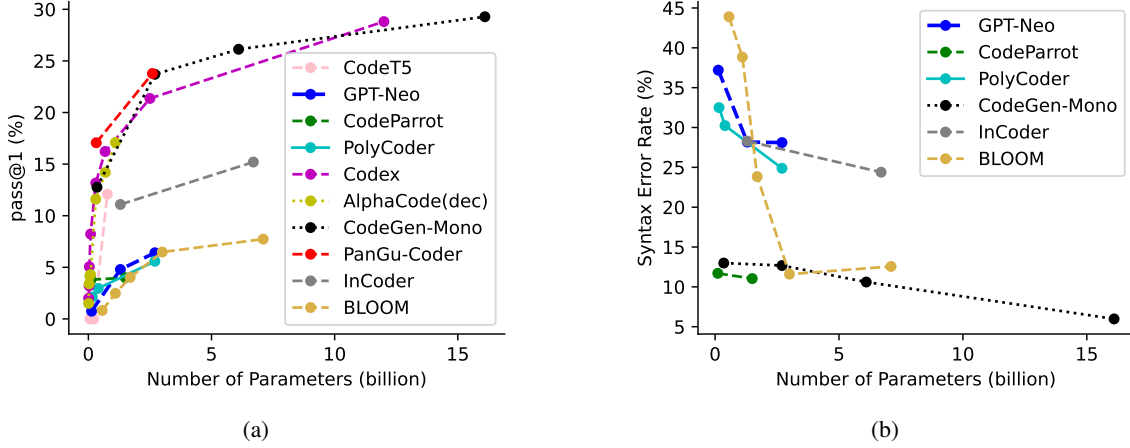 30
25
20
15
10
5
0
pass@1 (%)
0
5
10
15
Number of Parameters (billion)
CodeT5
GPT-Neo
CodeParrot
PolyCoder
Codex
AlphaCode(dec)
CodeGen-Mono
PanGu-Coder
InCoder
BLOOM
(a)
45
40
35
30
25
20
15
10
5
Syntax Error Rate (%)
0
5
10
15
Number of Parameters (billion)
GPT-Neo
CodeParrot
PolyCoder
CodeGen-Mono
InCoder
BLOOM
(b)